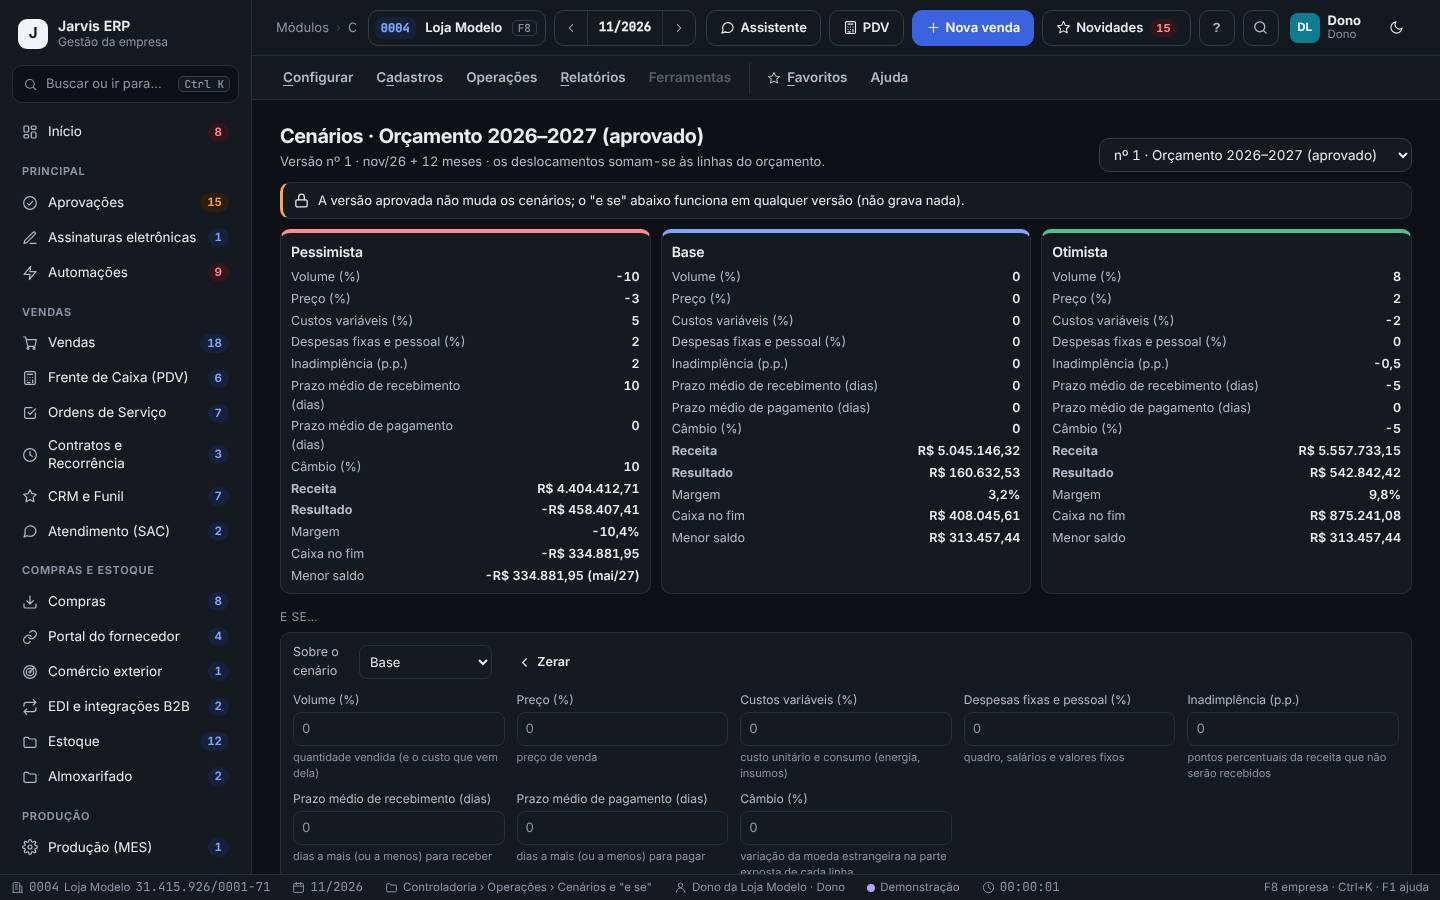 J
Jarvis ERP
Gestão da empresa
Buscar ou ir para...
Ctrl K
Início
8
PRINCIPAL
Aprovações
15
Assinaturas eletrônicas
1
Automações
9
VENDAS
Vendas
18
Frente de Caixa (PDV)
6
Ordens de Serviço
7
Contratos e
Recorrência
3
CRM e Funil
7
Atendimento (SAC)
2
COMPRAS E ESTOQUE
Compras
8
Portal do fornecedor
4
Comércio exterior
1
EDI e integrações B2B
2
Estoque
12
Almoxarifado
2
PRODUÇÃO
Produção (MES)
1
Módulos › C
0004 Loja Modelo F8
‹ 11/2026 ›
Assistente
PDV
+ Nova venda
Novidades 15
?
DL
Dono
Dono
Configurar Cadastros Operações Relatórios Ferramentas Favoritos Ajuda
Cenários · Orçamento 2026–2027 (aprovado)
Versão nº 1 · nov/26 + 12 meses · os deslocamentos somam-se às linhas do orçamento.
nº 1 · Orçamento 2026–2027 (aprovado)
A versão aprovada não muda os cenários; o "e se" abaixo funciona em qualquer versão (não grava nada).
Pessimista
Volume (%) -10
Preço (%) -3
Custos variáveis (%) 5
Despesas fixas e pessoal (%) 2
Inadimplência (p.p.) 2
Prazo médio de recebimento 10
(dias)
Prazo médio de pagamento 0
(dias)
Câmbio (%) 10
Receita R$ 4.404.412,71
Resultado -R$ 458.407,41
Margem -10,4%
Caixa no fim -R$ 334.881,95
Menor saldo -R$ 334.881,95 (mai/27)
Base
Volume (%) 0
Preço (%) 0
Custos variáveis (%) 0
Despesas fixas e pessoal (%) 0
Inadimplência (p.p.) 0
Prazo médio de recebimento (dias) 0
Prazo médio de pagamento (dias) 0
Câmbio (%) 0
Receita R$ 5.045.146,32
Resultado R$ 160.632,53
Margem 3,2%
Caixa no fim R$ 408.045,61
Menor saldo R$ 313.457,44
Otimista
Volume (%) 8
Preço (%) 2
Custos variáveis (%) -2
Despesas fixas e pessoal (%) 0
Inadimplência (p.p.) -0,5
Prazo médio de recebimento (dias) -5
Prazo médio de pagamento (dias) 0
Câmbio (%) -5
Receita R$ 5.557.733,15
Resultado R$ 542.842,42
Margem 9,8%
Caixa no fim R$ 875.241,08
Menor saldo R$ 313.457,44
E SE...
Sobre o
cenário
Base
‹ Zerar
Volume (%)
0
quantidade vendida (e o custo que vem
dela)
Preço (%)
0
preço de venda
Custos variáveis (%)
0
custo unitário e consumo (energia,
insumos)
Despesas fixas e pessoal (%)
0
quadro, salários e valores fixos
Inadimplência (p.p.)
0
pontos percentuais da receita que não
serão recebidos
Prazo médio de recebimento (dias)
0
dias a mais (ou a menos) para receber
Prazo médio de pagamento (dias)
0
dias a mais (ou a menos) para pagar
Câmbio (%)
0
variação da moeda estrangeira na parte
exposta de cada linha
0004 Loja Modelo 31.415.926/0001-71
11/2026
Controladoria › Operações › Cenários e "e se"
Dono da Loja Modelo · Dono
Demonstração
00:00:01
F8 empresa · Ctrl+K · F1 ajuda